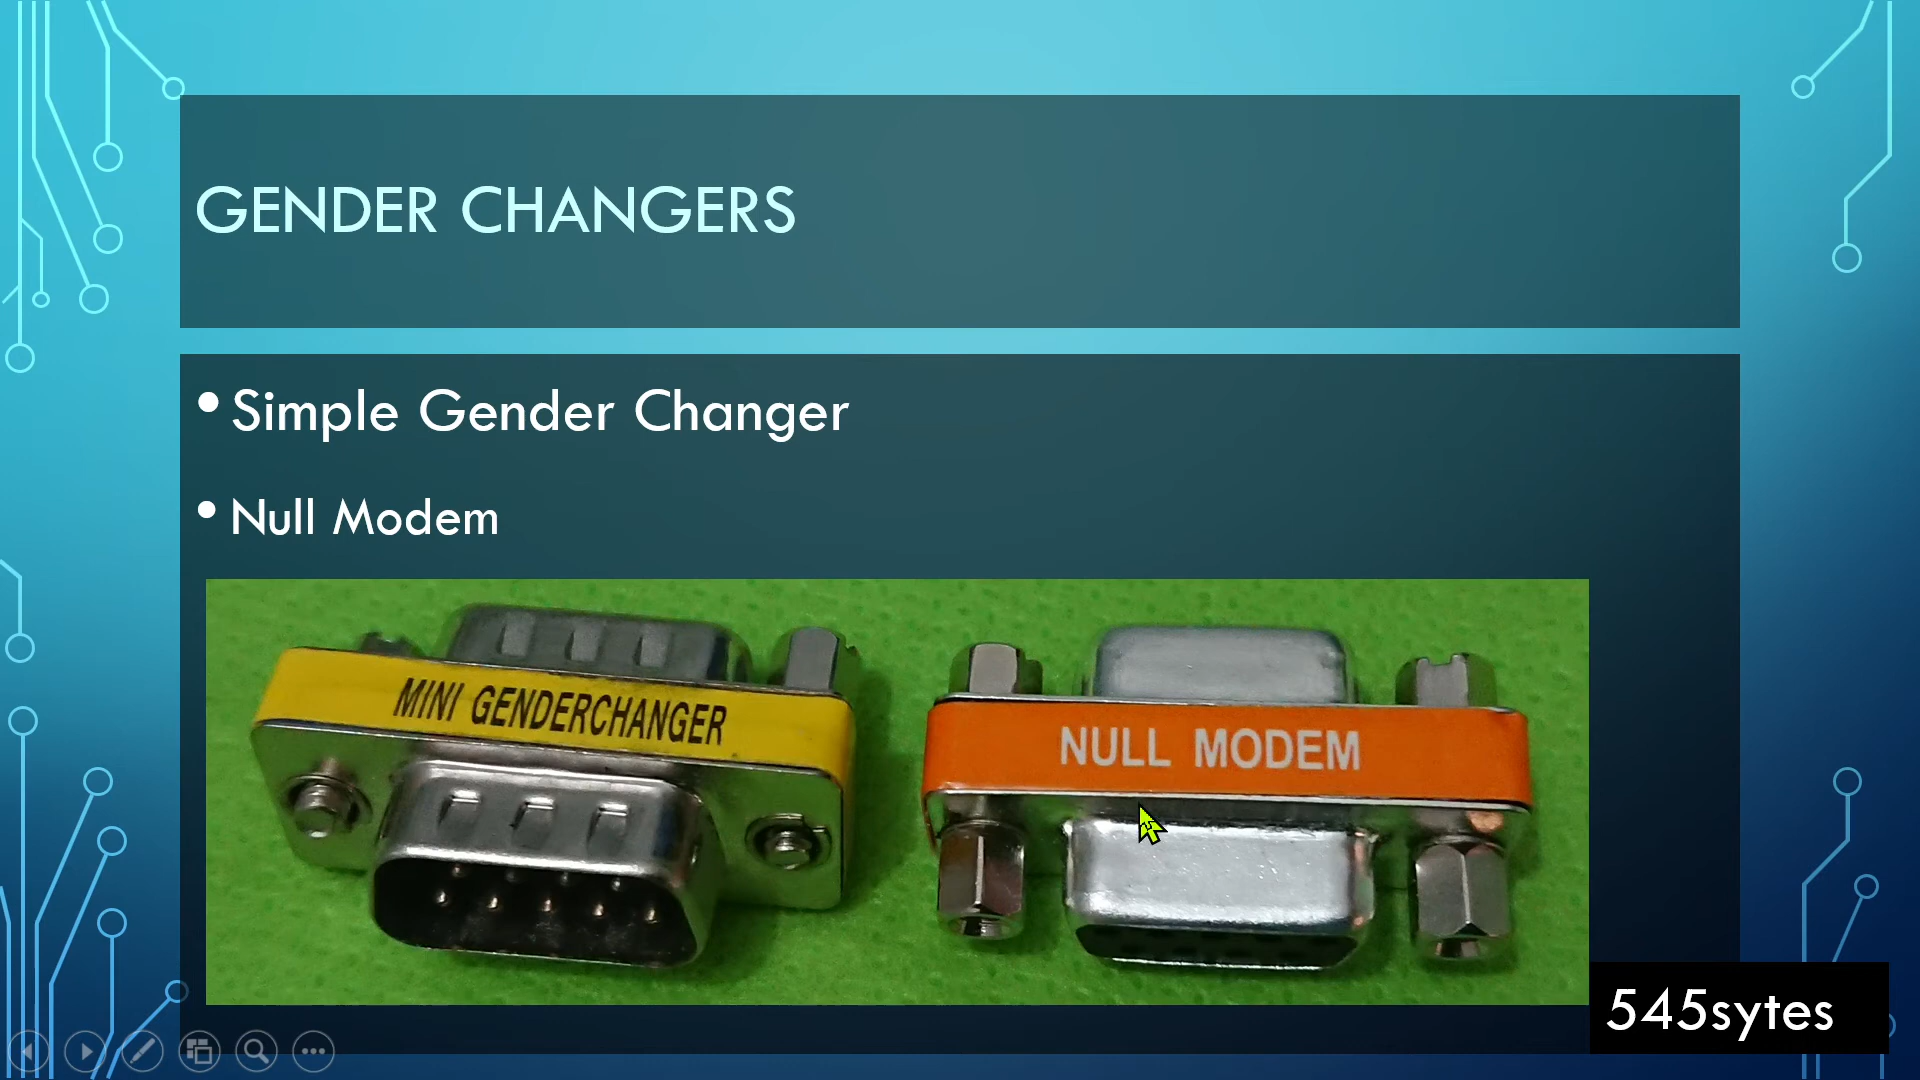 GENDER CHANGERS
• Simple Gender Changer
• Null Modem
MINI GENDERCHANGER
NULL MODEM
545sytes